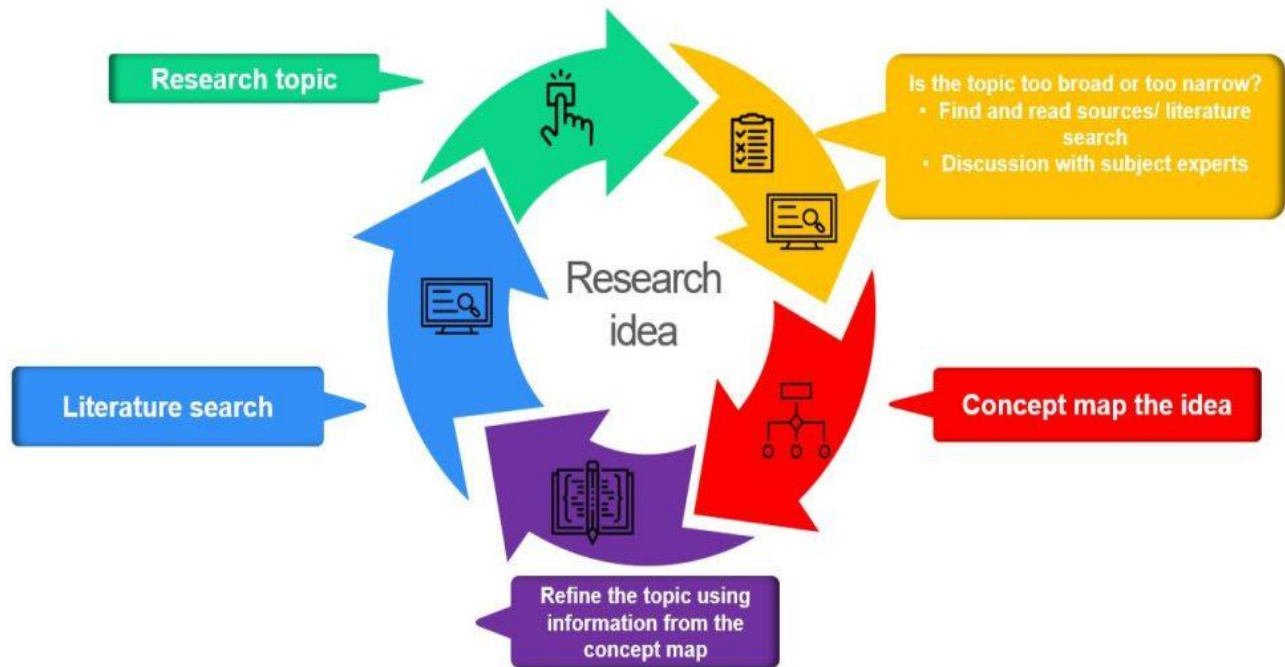 Research topic
Is the topic too broad or too narrow?
• Find and read sources/ literature
search
• Discussion with subject experts
Research
idea
Literature search
Concept map the idea
Refine the topic using
information from the
concept map